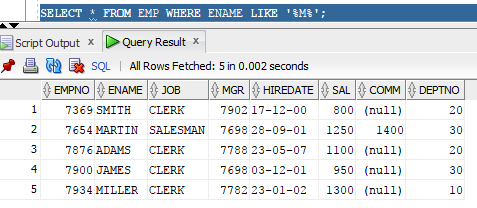 SELECT * FROM EMP WHERE ENAME LIKE '%M%';
Script Output x Query Result x
SQL | All Rows Fetched: 5 in 0.002 seconds
EMPNO ENAME JOB MGR HIREDATE SAL COMM DEPTNO
1 7369 SMITH CLERK 7902 17-12-00 800 (null) 20
2 7654 MARTIN SALESMAN 7698 28-09-01 1250 1400 30
3 7876 ADAMS CLERK 7788 23-05-07 1100 (null) 20
4 7900 JAMES CLERK 7698 03-12-01 950 (null) 30
5 7934 MILLER CLERK 7782 23-01-02 1300 (null) 10